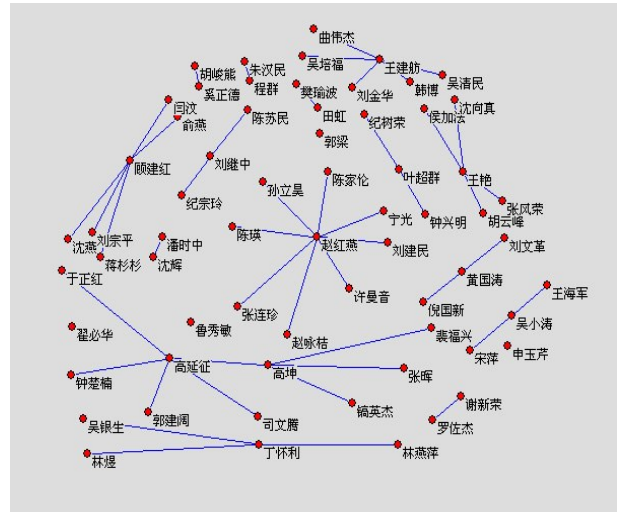 曲伟杰
吴培福
王建舫
朱汉民
胡峻熊
吴清民
程群
韩博
奚正德
樊瑜波
刘金华
闫汶
沈向真
陈苏民
田虹
纪树荣
侯加法
俞燕
郭梁
刘继中
顾建红
陈家伦
叶超群
王艳
孙立昊
纪宗玲
张凤荣
宁光
钟兴明
胡云峰
陈瑛
刘宗平
沈燕
潘时中
赵红燕
刘建民
刘文革
蒋杉杉
沈辉
于正红
黄国涛
许曼音
王海军
张连珍
倪国新
吴小涛
鲁秀敏
翟必华
赵咏桔
裴福兴
宋萍
申玉芹
高延征
高坤
张晖
钟楚楠
谢新荣
镐英杰
郭建阔
司文腾
罗佐杰
吴银生
丁怀利
林燕萍
林煜